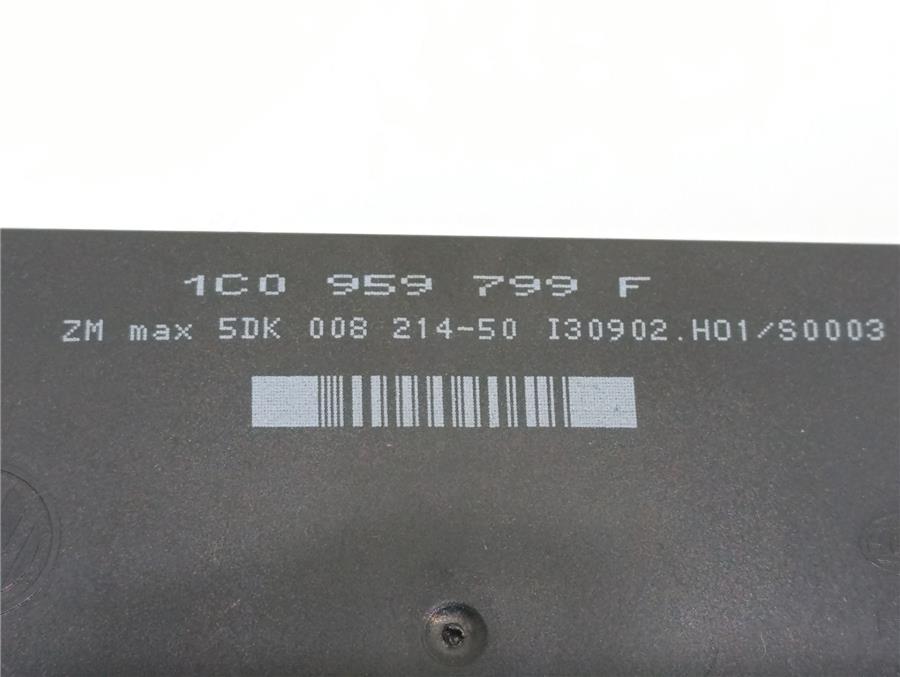 1C0 959 799 F
ZM max 5DK 008 214-50 I30902.H01/S0003